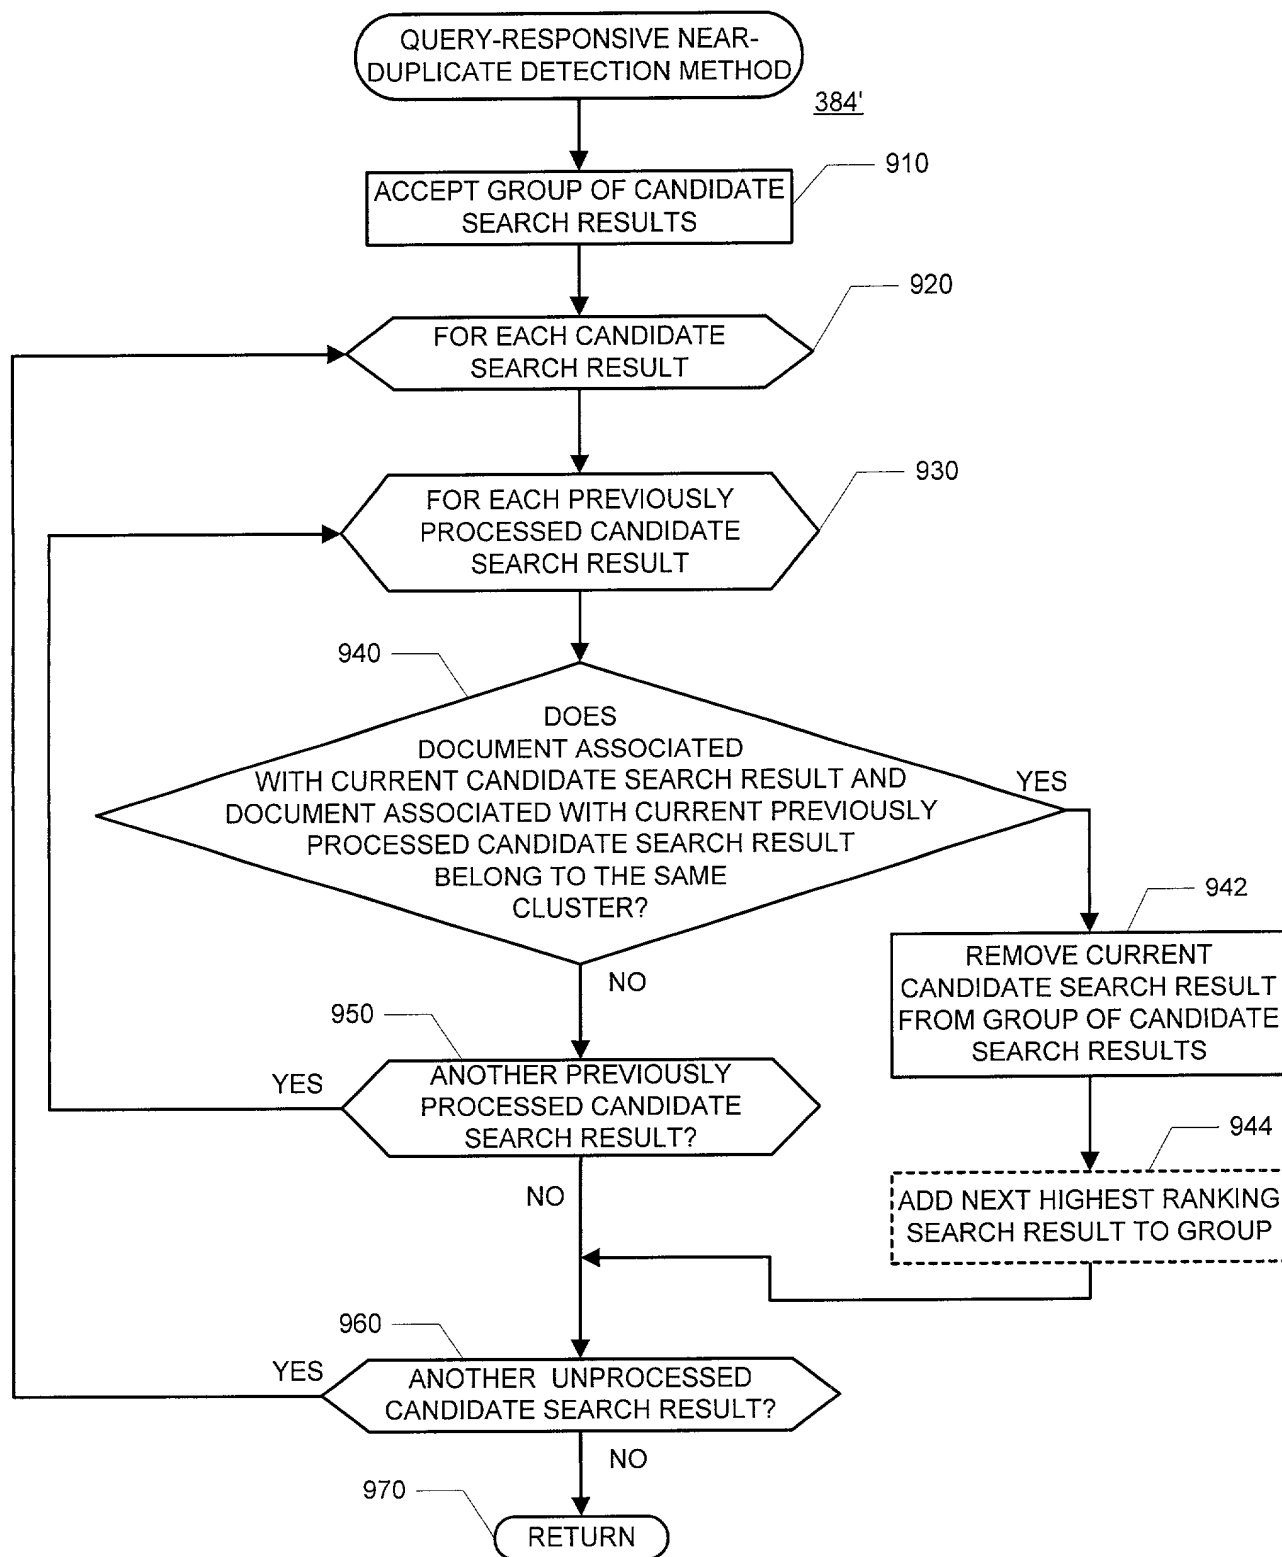 QUERY-RESPONSIVE NEAR-
DUPLICATE DETECTION METHOD
384'
910
ACCEPT GROUP OF CANDIDATE
SEARCH RESULTS
920
FOR EACH CANDIDATE
SEARCH RESULT
930
FOR EACH PREVIOUSLY
PROCESSED CANDIDATE
SEARCH RESULT
940
DOES
DOCUMENT ASSOCIATED
WITH CURRENT CANDIDATE SEARCH RESULT AND
DOCUMENT ASSOCIATED WITH CURRENT PREVIOUSLY
PROCESSED CANDIDATE SEARCH RESULT
BELONG TO THE SAME
CLUSTER?
YES
942
REMOVE CURRENT
CANDIDATE SEARCH RESULT
FROM GROUP OF CANDIDATE
SEARCH RESULTS
NO
950
YES
ANOTHER PREVIOUSLY
PROCESSED CANDIDATE
SEARCH RESULT?
944
ADD NEXT HIGHEST RANKING
SEARCH RESULT TO GROUP
NO
960
YES
ANOTHER UNPROCESSED
CANDIDATE SEARCH RESULT?
NO
970
RETURN